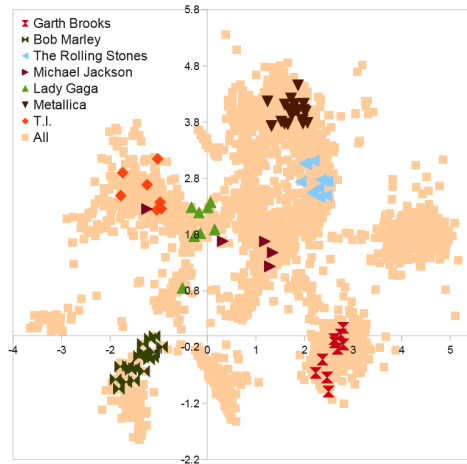 5.8
Garth Brooks
Bob Marley
The Rolling Stones
Michael Jackson
Lady Gaga
Metallica
T.I.
All
4.8
3.8
2.8
1.8
0.8
-0.2
-4 -3 -2 -1 0 1 2 3 4 5
-1.2
-2.2